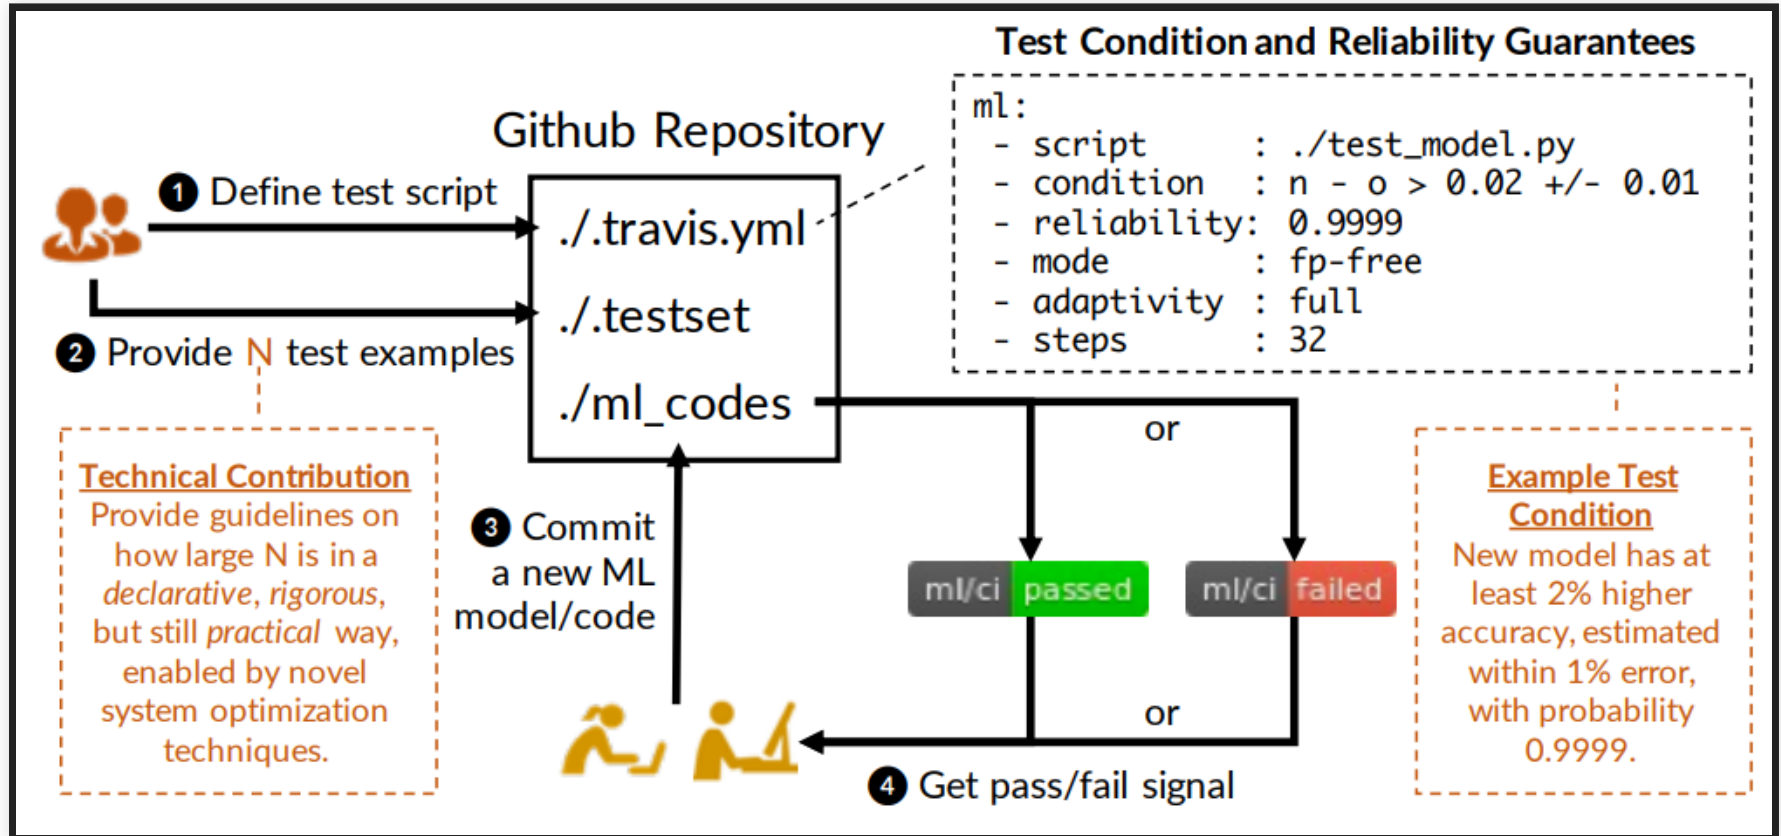 Test Condition and Reliability Guarantees
ml:
- script : ./test_model.py
- condition : n - o > 0.02 +/- 0.01
- reliability: 0.9999
- mode : fp-free
- adaptivity : full
- steps : 32
Github Repository
1 Define test script
./.travis.yml
./.testset
2 Provide N test examples
./ml_codes
or
Technical Contribution
Provide guidelines on
how large N is in a
declarative, rigorous,
but still practical way,
enabled by novel
system optimization
techniques.
3 Commit
a new ML
model/code
ml/ci passed
ml/ci failed
Example Test
Condition
New model has at
least 2% higher
accuracy, estimated
within 1% error,
with probability
0.9999.
or
4 Get pass/fail signal